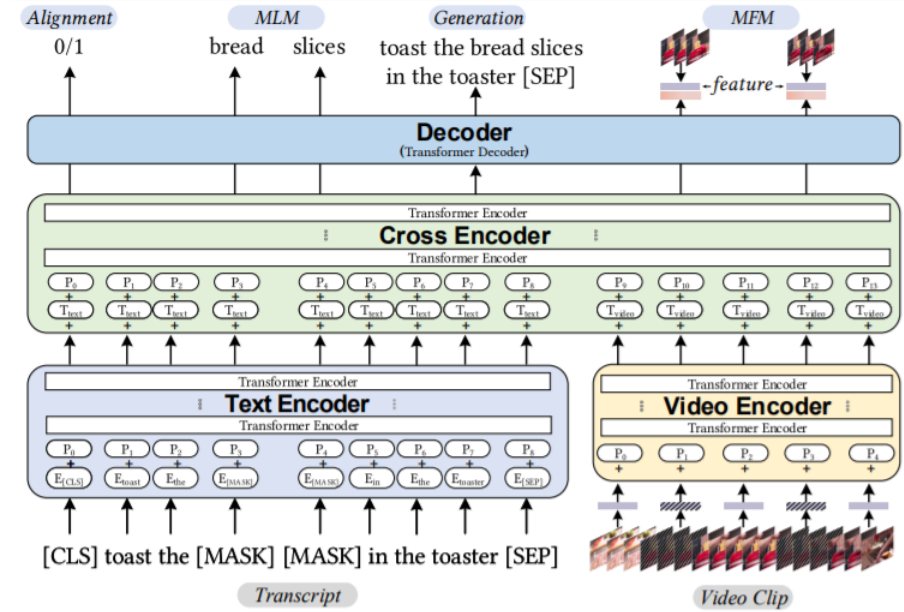 Alignment MLM Generation MFM
0/1 bread slices toast the bread slices
in the toaster [SEP]
feature
Decoder
(Transformer Decoder)
Transformer Encoder
Cross Encoder
Transformer Encoder
P0 P1 P2 P3 P4 P5 P6 P7 P8 P9 P10 P11 P12 P13
+ + + + + + + + + + + + + +
Ttext Ttext Ttext Ttext Ttext Ttext Ttext Ttext Ttext Tvideo Tvideo Tvideo Tvideo Tvideo
+ + + + + + + + + + + + + +
Transformer Encoder Transformer Encoder
Text Encoder Video Encoder
Transformer Encoder Transformer Encoder
P0 P1 P2 P3 P4 P5 P6 P7 P8 P0 P1 P2 P3 P4
+ + + + + + + + + + + + + +
E[CLS] Etoast Ethe E[MASK] E[MASK] Ein Ethe Etoaster E[SEP]
[CLS] toast the [MASK] [MASK] in the toaster [SEP]
Transcript Video Clip